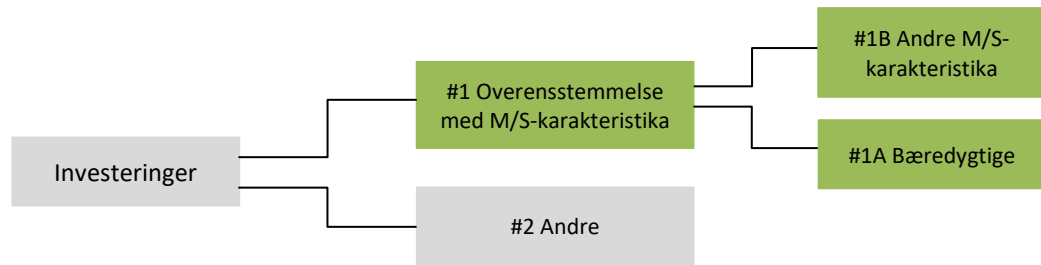 Investeringer
#1 Overensstemmelse
med M/S-karakteristika
#2 Andre
#1B Andre M/S-
karakteristika
#1A Bæredygtige